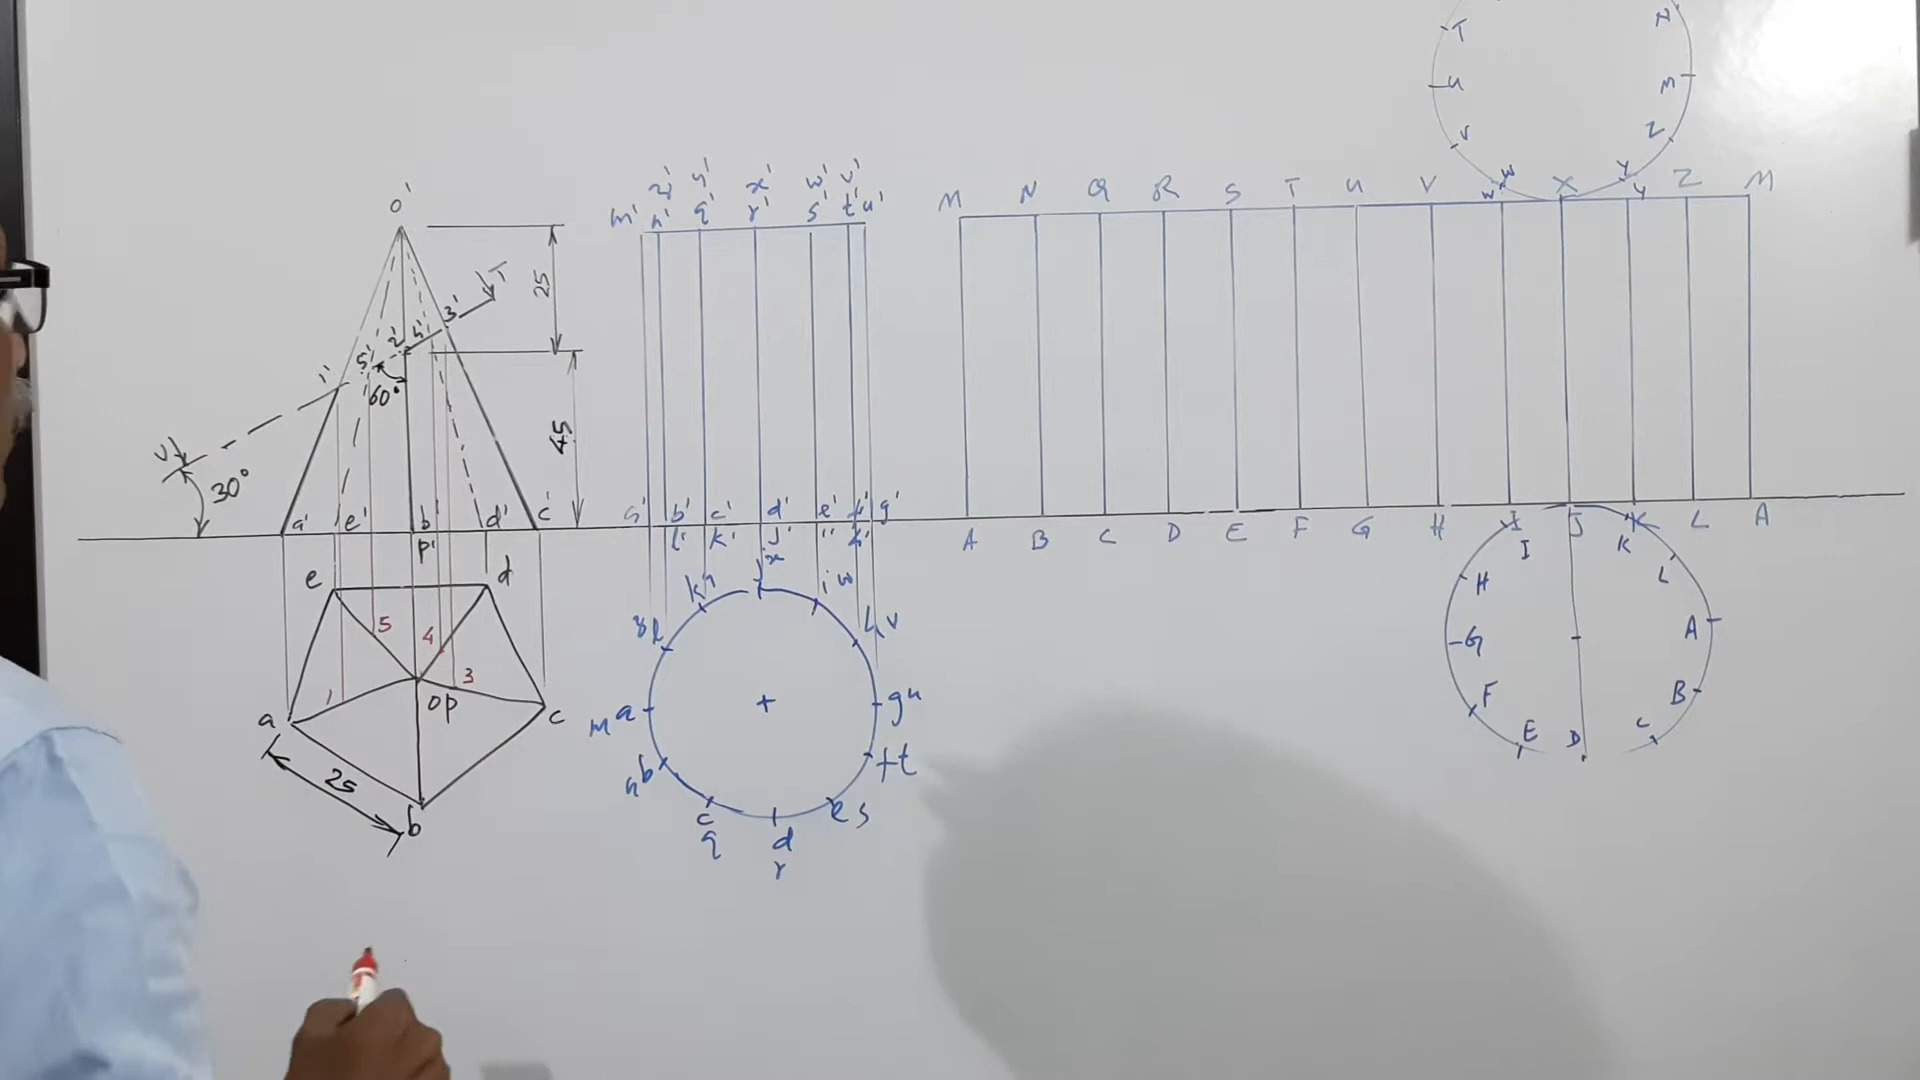 o'
25
T
3'
2' 4'
5'
1'
60°
V
30°
45
a' e' b' d' c'
p'
e d
5 4
1 3
a op c
25
b
z' y' x' w' v'
m' n' q' r' s' t' u'
b' c' d' e' f' g'
l' k' j' i' h'
x
k i w
l h v
m a g u
n b f t
c e s
q d
r
T N
U M
V Z
W Y
M N Q R S T U V W X Y Z M
A B C D E F G H I J K L A
I K
H L
G A
F B
E D C